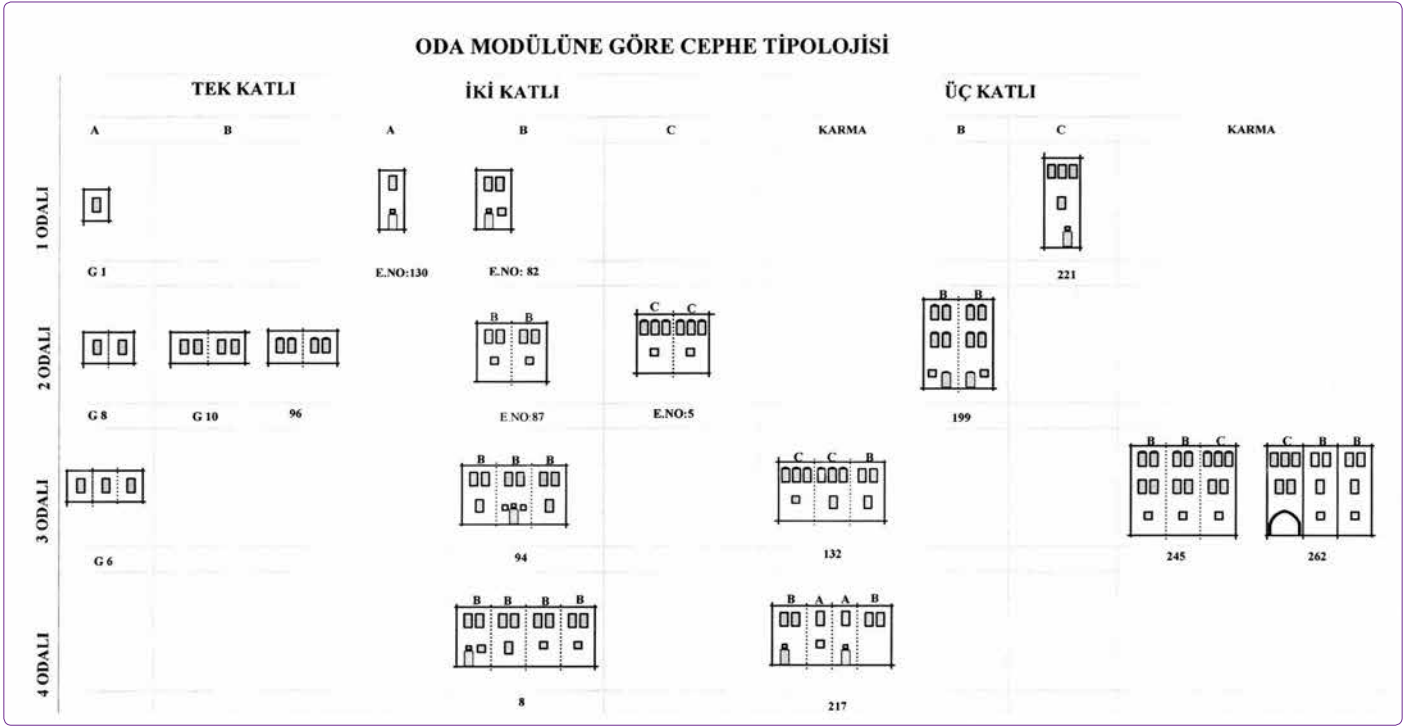 ODA MODÜLÜNE GÖRE CEPHE TİPOLOJİSİ
TEK KATLI İKİ KATLI ÜÇ KATLI
A B A B C KARMA B C KARMA
1 ODALI
G 1 E.NO:130 E.NO: 82 221
2 ODALI
B B C C B B
G 8 G 10 96 E.NO:87 E.NO:5 199
3 ODALI
B B B C C B B B C C B B
G 6 94 132 245 262
4 ODALI
B B B B B A A B
8 217